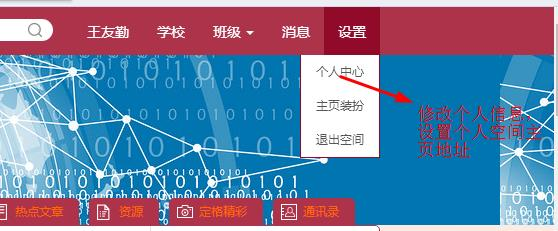 王友勤 学校 班级 消息 设置
个人中心
主页装扮
退出空间
修改个人信息，
设置个人空间主
页地址
热点文章 资源 定格精彩 通讯录